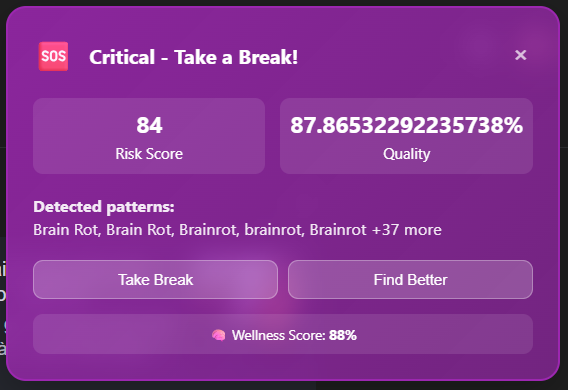 SOS
Critical - Take a Break!
×
84
Risk Score
87.86532292235738%
Quality
Detected patterns:
Brain Rot, Brain Rot, Brainrot, brainrot, Brainrot +37 more
Take Break
Find Better
🧠 Wellness Score: 88%